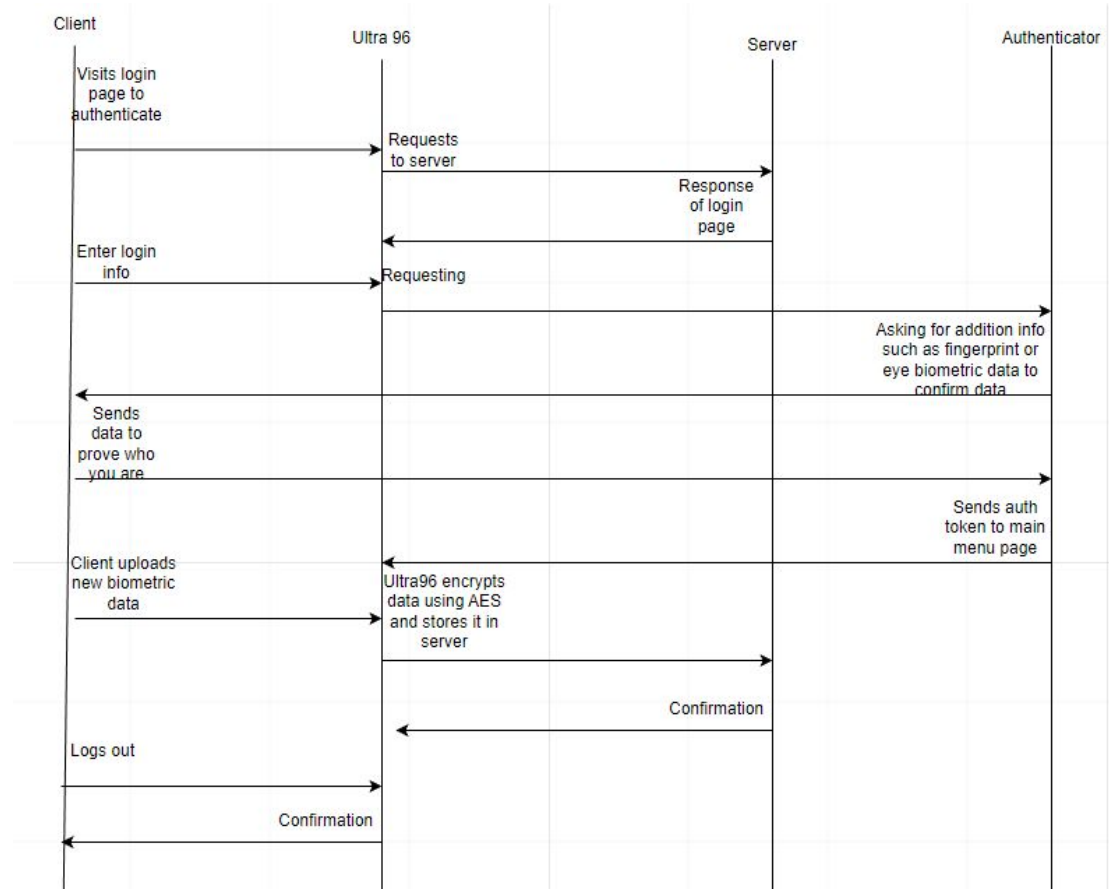 Client
Ultra 96
Server
Authenticator
Visits login
page to
authenticate
Requests
to server
Response
of login
page
Enter login
info
Requesting
Asking for addition info
such as fingerprint or
eye biometric data to
confirm data
Sends
data to
prove who
you are
Sends auth
token to main
menu page
Client uploads
new biometric
data
Ultra96 encrypts
data using AES
and stores it in
server
Confirmation
Logs out
Confirmation